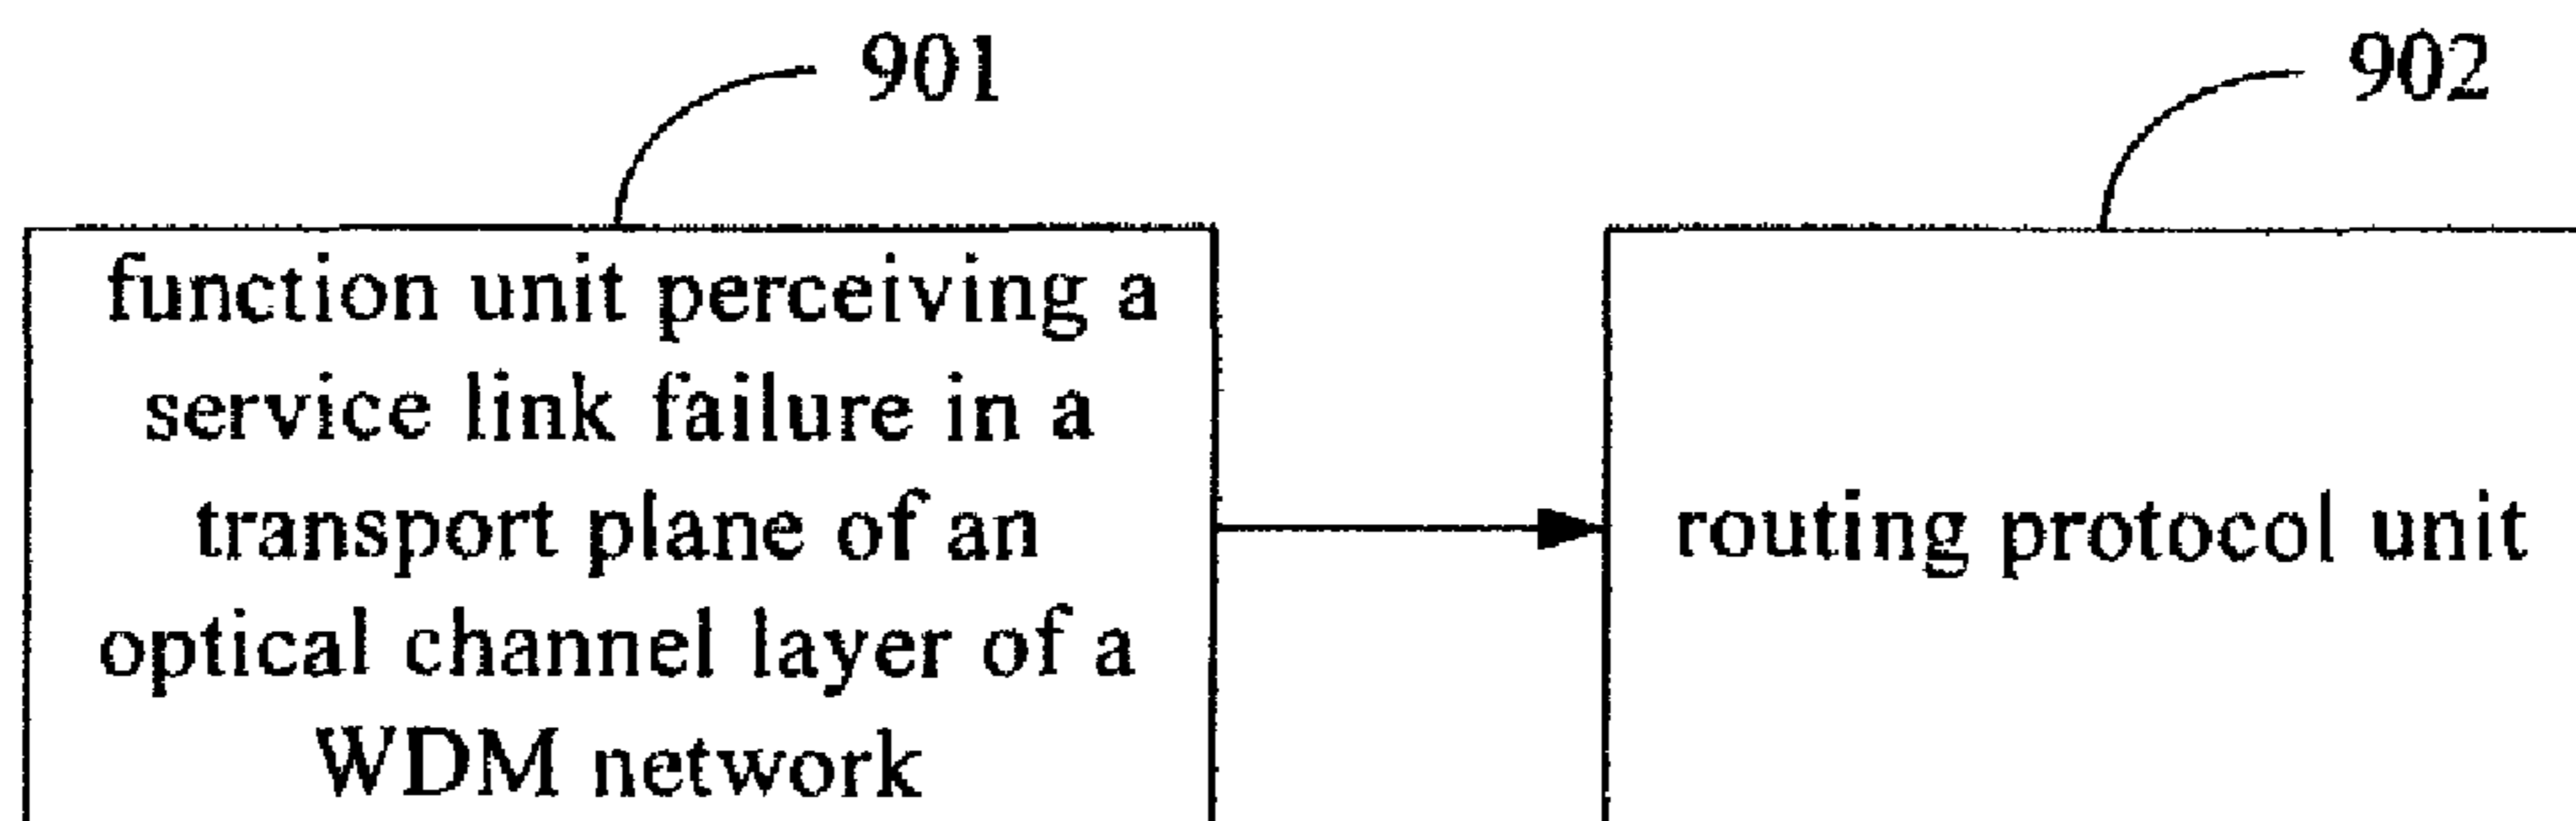 901
902
function unit perceiving a
service link failure in a
transport plane of an
optical channel layer of a
WDM network
routing protocol unit